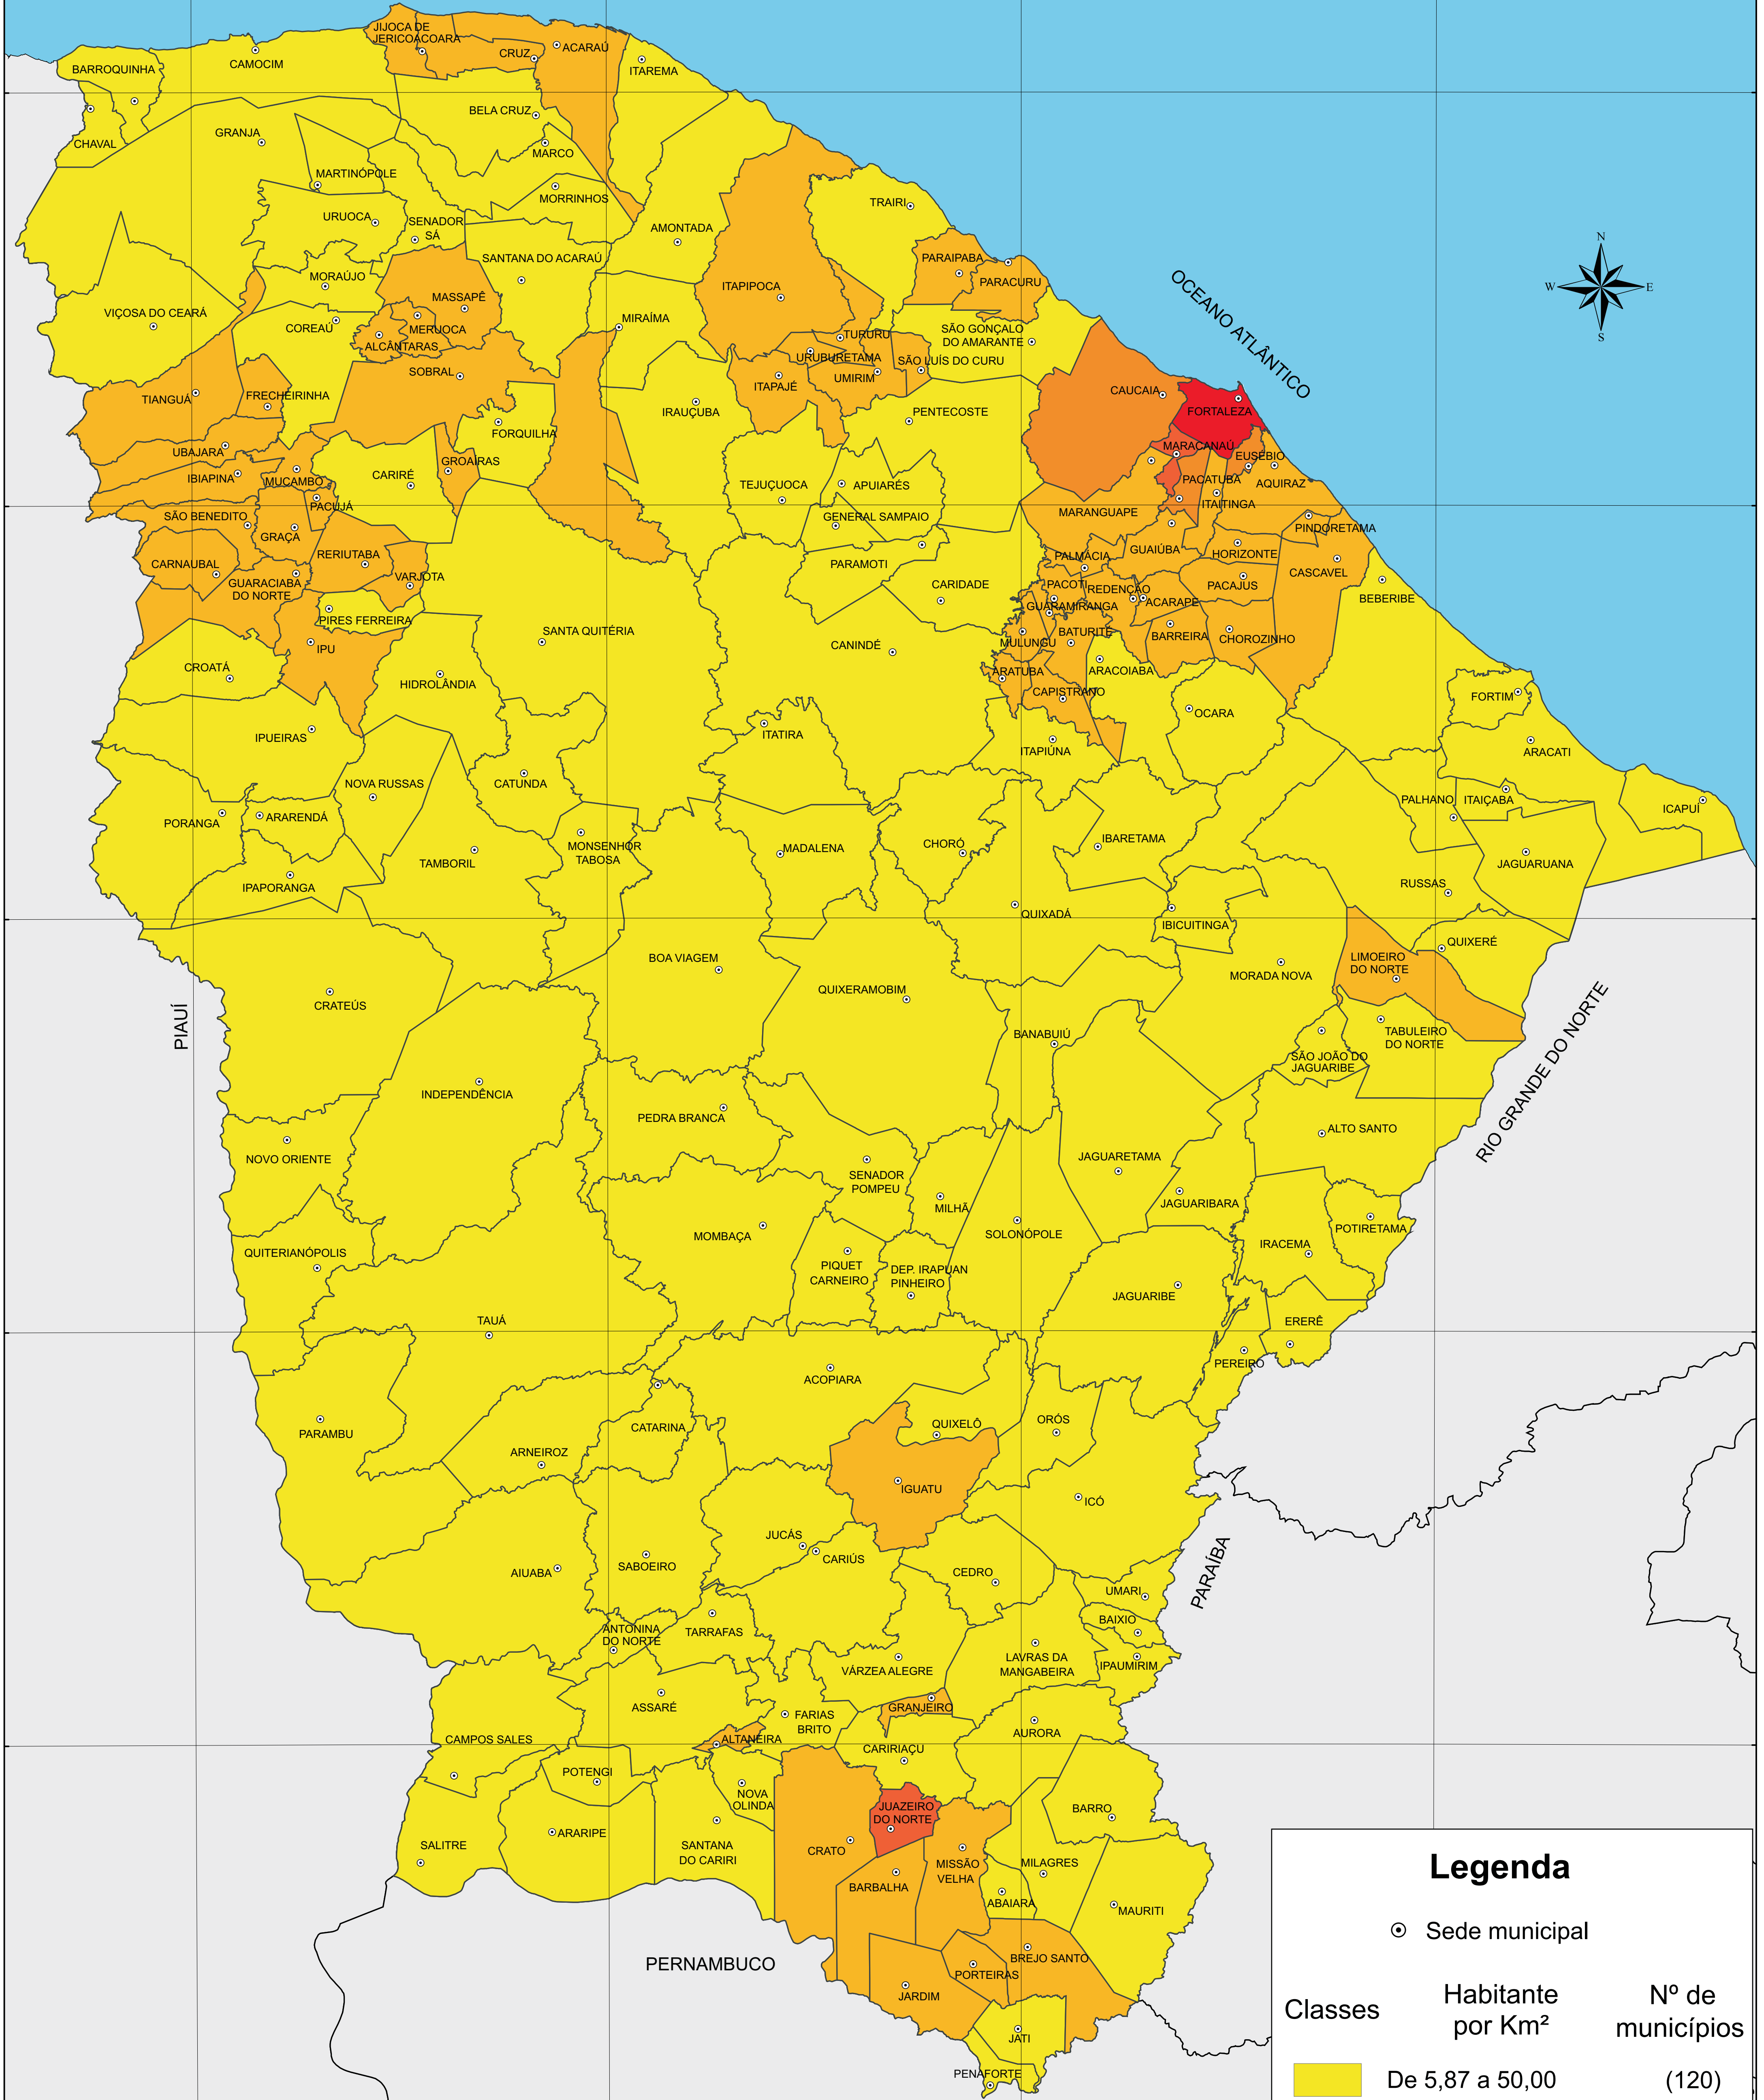 JIJOCA DE
JERICOACOARA
CRUZ
ACARAÚ
BARROQUINHA
CAMOCIM
ITAREMA
BELA CRUZ
CHAVAL
GRANJA
MARCO
MARTINÓPOLE
MORRINHOS
TRAIRI
URUOCA
SENADOR
SÁ
AMONTADA
N
W
E
S
SANTANA DO ACARAÚ
PARAIPABA
MORAÚJO
PARACURU
OCEANO ATLÂNTICO
ITAPIPOCA
MASSAPÊ
VIÇOSA DO CEARÁ
MIRAÍMA
COREAÚ
MERUOCA
ALCÂNTARAS
TURURU
SÃO GONÇALO
DO AMARANTE
URUBURETAMA
SÃO LUÍS DO CURU
SOBRAL
UMIRIM
ITAPAJÉ
CAUCAIA
TIANGUÁ
FRECHEIRINHA
IRAUÇUBA
PENTECOSTE
FORTALEZA
FORQUILHA
MARACANAÚ
UBAJARA
GROAÍRAS
EUSÉBIO
CARIRÉ
IBIAPINA
MUCAMBO
PACATUBA
AQUIRAZ
TEJUÇUOCA
APUIARÉS
PACUJÁ
ITAITINGA
SÃO BENEDITO
GENERAL SAMPAIO
MARANGUAPE
PINDORETAMA
GRAÇA
RERIUTABA
PALMÁCIA
GUAIÚBA
HORIZONTE
CARNAUBAL
PARAMOTI
CASCAVEL
GUARACIABA
DO NORTE
VARJOTA
CARIDADE
PACOTI
REDENÇÃO
PACAJUS
BEBERIBE
GUARAMIRANGA
ACARAPE
PIRES FERREIRA
SANTA QUITÉRIA
BATURITÉ
BARREIRA
CHOROZINHO
IPU
CANINDÉ
MULUNGU
CROATÁ
ARATUBA
ARACOIABA
HIDROLÂNDIA
CAPISTRANO
FORTIM
OCARA
IPUEIRAS
ITATIRA
ITAPIÚNA
ARACATI
NOVA RUSSAS
CATUNDA
PALHANO
ITAIÇABA
ICAPUÍ
PORANGA
ARARENDÁ
IBARETAMA
MONSENHOR
TABOSA
MADALENA
CHORÓ
TAMBORIL
JAGUARUANA
IPAPORANGA
RUSSAS
QUIXADÁ
IBICUITINGA
QUIXERÉ
BOA VIAGEM
LIMOEIRO
DO NORTE
MORADA NOVA
QUIXERAMOBIM
CRATEÚS
PIAUÍ
BANABUIÚ
TABULEIRO
DO NORTE
SÃO JOÃO DO
JAGUARIBE
RIO GRANDE DO NORTE
INDEPENDÊNCIA
PEDRA BRANCA
ALTO SANTO
NOVO ORIENTE
JAGUARETAMA
SENADOR
POMPEU
MILHÃ
JAGUARIBARA
MOMBAÇA
SOLONÓPOLE
POTIRETAMA
QUITERIANÓPOLIS
IRACEMA
PIQUET
CARNEIRO
DEP. IRAPUAN
PINHEIRO
JAGUARIBE
TAUÁ
ERERÊ
PEREIRO
ACOPIARA
QUIXELÔ
ORÓS
PARAMBU
CATARINA
ARNEIROZ
IGUATU
ICÓ
JUCÁS
CARIÚS
PARAÍBA
AIUABA
SABOEIRO
CEDRO
UMARI
BAIXIO
ANTONINA
DO NORTE
TARRAFAS
VÁRZEA ALEGRE
LAVRAS DA
MANGABEIRA
IPAUMIRIM
ASSARÉ
GRANJEIRO
FARIAS
BRITO
AURORA
CAMPOS SALES
ALTANEIRA
CARIRIAÇU
POTENGI
NOVA
OLINDA
JUAZEIRO
DO NORTE
BARRO
ARARIPE
SALITRE
SANTANA
DO CARIRI
CRATO
MISSÃO
VELHA
MILAGRES
BARBALHA
ABAIARA
MAURITI
PERNAMBUCO
BREJO SANTO
PORTEIRAS
JARDIM
JATI
PENAFORTE
Legenda
Sede municipal
Classes
Habitante
por Km²
Nº de
municípios
De 5,87 a 50,00
(120)